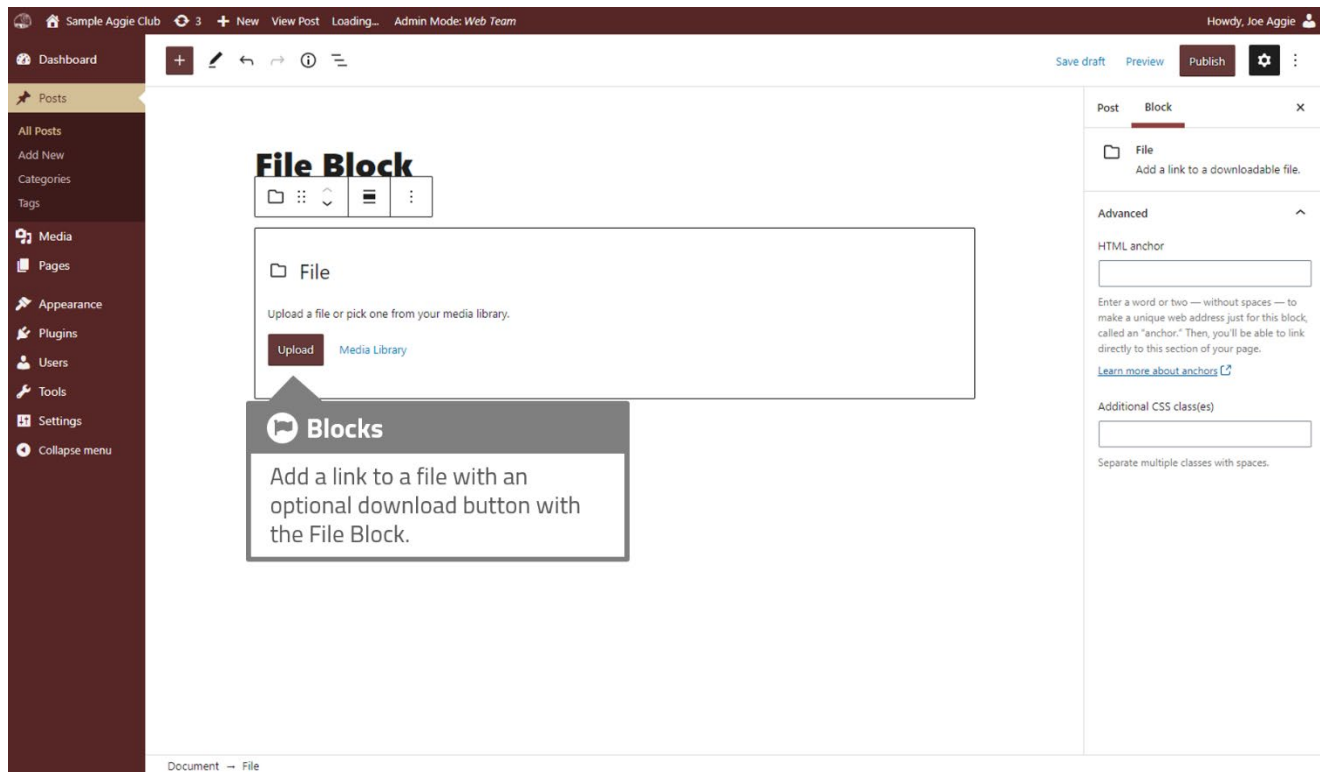 Sample Aggie Club 3 New View Post Loading... Admin Mode: Web Team Howdy, Joe Aggie
Dashboard
Posts
All Posts
Add New
Categories
Tags
Media
Pages
Appearance
Plugins
Users
Tools
Settings
Collapse menu
Save draft Preview Publish
File Block
File
Upload a file or pick one from your media library.
Upload Media Library
Blocks
Add a link to a file with an
optional download button with
the File Block.
Post Block
File
Add a link to a downloadable file.
Advanced
HTML anchor
Enter a word or two — without spaces — to
make a unique web address just for this block,
called an “anchor.” Then, you’ll be able to link
directly to this section of your page.
Learn more about anchors
Additional CSS class(es)
Separate multiple classes with spaces.
Document → File